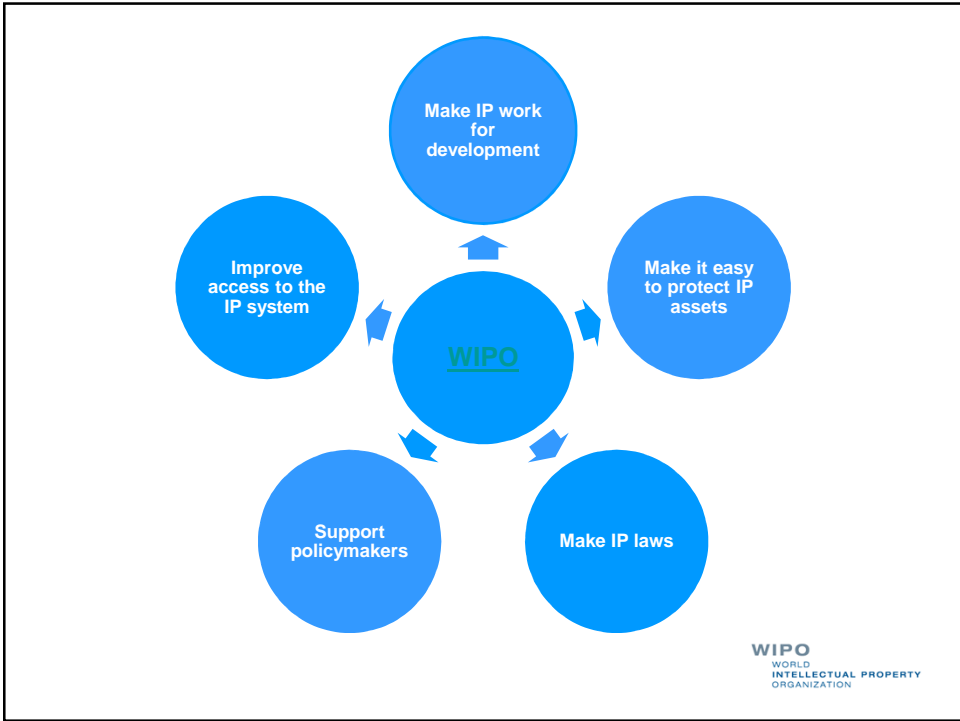 Make IP work
for
development
Improve
access to the
IP system
Make it easy
to protect IP
assets
WIPO
Support
policymakers
Make IP laws
WIPO
WORLD
INTELLECTUAL PROPERTY
ORGANIZATION